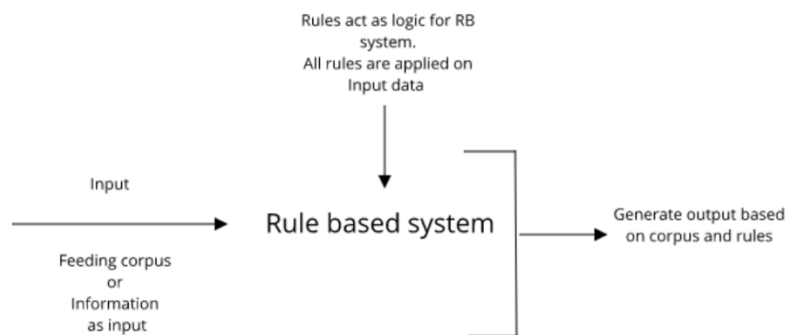 Rules act as logic for RB
system.
All rules are applied on
Input data
Input
Rule based system
Generate output based
on corpus and rules
Feeding corpus
or
Information
as input